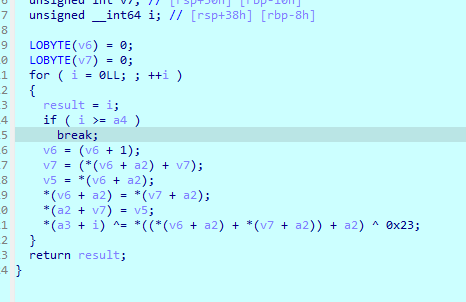 unsigned int v7; // [rsp+30h] [rbp-10h]
7 unsigned __int64 i; // [rsp+38h] [rbp-8h]
8
9 LOBYTE(v6) = 0;
0 LOBYTE(v7) = 0;
1 for ( i = 0LL; ; ++i )
2 {
3 result = i;
4 if ( i >= a4 )
5 break;
6 v6 = (v6 + 1);
7 v7 = (*(v6 + a2) + v7);
8 v5 = *(v6 + a2);
9 *(v6 + a2) = *(v7 + a2);
0 *(a2 + v7) = v5;
1 *(a3 + i) ^= *((*(v6 + a2) + *(v7 + a2)) + a2) ^ 0x23;
2 }
3 return result;
4 }